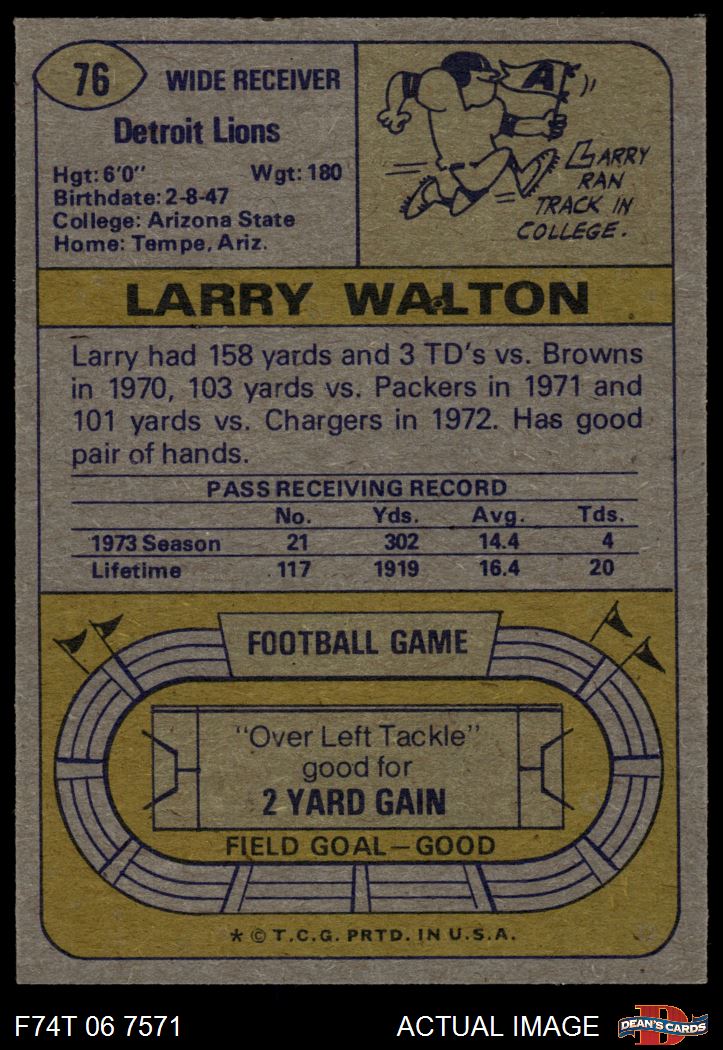 76
WIDE RECEIVER
Detroit Lions
Hgt: 6'0" Wgt: 180
Birthdate: 2-8-47
College: Arizona State
Home: Tempe, Ariz.
A
LARRY
RAN
TRACK IN
COLLEGE.
LARRY WALTON
Larry had 158 yards and 3 TD's vs. Browns
in 1970, 103 yards vs. Packers in 1971 and
101 yards vs. Chargers in 1972. Has good
pair of hands.
PASS RECEIVING RECORD
No. Yds. Avg. Tds.
1973 Season 21 302 14.4 4
Lifetime 117 1919 16.4 20
FOOTBALL GAME
"Over Left Tackle"
good for
2 YARD GAIN
FIELD GOAL—GOOD
* © T.C.G. PRTD. IN U.S.A.
F74T 06 7571
ACTUAL IMAGE
D
DEAN'S CARDS